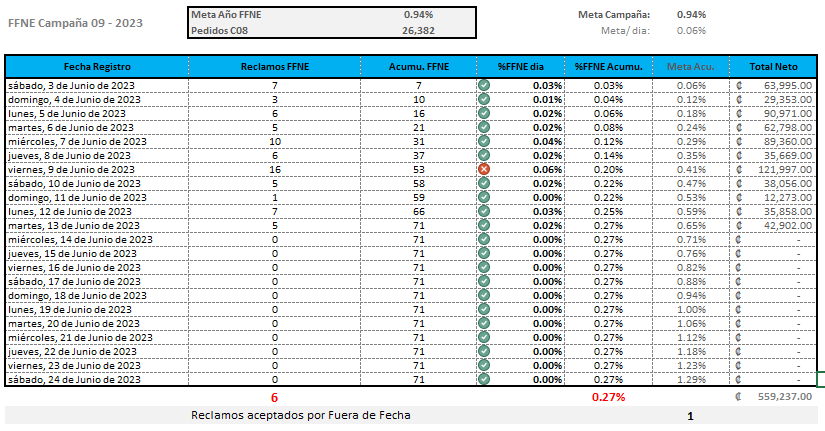 FFNE Campaña 09 - 2023
Meta Año FFNE 0.94%
Pedidos C08 26,382
Meta Campaña: 0.94%
Meta/ dia: 0.06%
Fecha Registro Reclamos FFNE Acumu. FFNE %FFNE dia %FFNE Acumu. Meta Acu. Total Neto
sábado, 3 de Junio de 2023 7 7 0.03% 0.03% 0.06% ₡ 63,995.00
domingo, 4 de Junio de 2023 3 10 0.01% 0.04% 0.12% ₡ 29,353.00
lunes, 5 de Junio de 2023 6 16 0.02% 0.06% 0.18% ₡ 90,971.00
martes, 6 de Junio de 2023 5 21 0.02% 0.08% 0.24% ₡ 62,798.00
miércoles, 7 de Junio de 2023 10 31 0.04% 0.12% 0.29% ₡ 89,360.00
jueves, 8 de Junio de 2023 6 37 0.02% 0.14% 0.35% ₡ 35,669.00
viernes, 9 de Junio de 2023 16 53 0.06% 0.20% 0.41% ₡ 121,997.00
sábado, 10 de Junio de 2023 5 58 0.02% 0.22% 0.47% ₡ 38,056.00
domingo, 11 de Junio de 2023 1 59 0.00% 0.22% 0.53% ₡ 12,273.00
lunes, 12 de Junio de 2023 7 66 0.03% 0.25% 0.59% ₡ 35,858.00
martes, 13 de Junio de 2023 5 71 0.02% 0.27% 0.65% ₡ 42,902.00
miércoles, 14 de Junio de 2023 0 71 0.00% 0.27% 0.71% ₡ -
jueves, 15 de Junio de 2023 0 71 0.00% 0.27% 0.76% ₡ -
viernes, 16 de Junio de 2023 0 71 0.00% 0.27% 0.82% ₡ -
sábado, 17 de Junio de 2023 0 71 0.00% 0.27% 0.88% ₡ -
domingo, 18 de Junio de 2023 0 71 0.00% 0.27% 0.94% ₡ -
lunes, 19 de Junio de 2023 0 71 0.00% 0.27% 1.00% ₡ -
martes, 20 de Junio de 2023 0 71 0.00% 0.27% 1.06% ₡ -
miércoles, 21 de Junio de 2023 0 71 0.00% 0.27% 1.12% ₡ -
jueves, 22 de Junio de 2023 0 71 0.00% 0.27% 1.18% ₡ -
viernes, 23 de Junio de 2023 0 71 0.00% 0.27% 1.23% ₡ -
sábado, 24 de Junio de 2023 0 71 0.00% 0.27% 1.29% ₡ -
6 0.27% ₡ 559,237.00
Reclamos aceptados por Fuera de Fecha 1